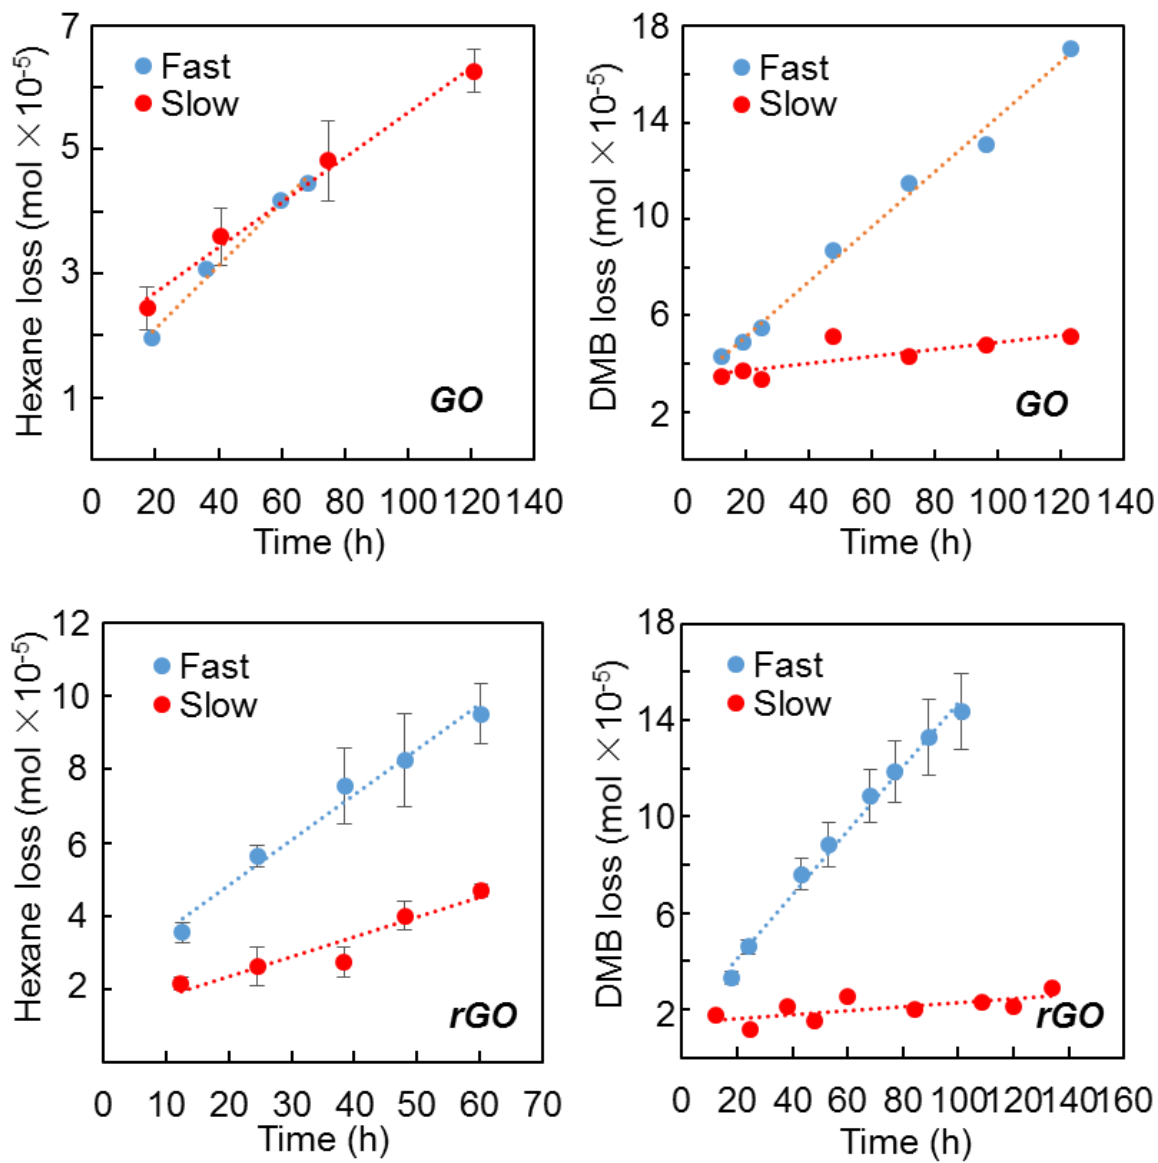 Hexane loss (mol ×10⁻⁵)
7
5
3
1
Fast
Slow
GO
0 20 40 60 80 100 120 140
Time (h)
DMB loss (mol ×10⁻⁵)
18
14
10
6
2
Fast
Slow
GO
0 20 40 60 80 100 120 140
Time (h)
Hexane loss (mol ×10⁻⁵)
12
10
8
6
4
2
Fast
Slow
rGO
0 10 20 30 40 50 60 70
Time (h)
DMB loss (mol ×10⁻⁵)
18
14
10
6
2
Fast
Slow
rGO
0 20 40 60 80 100 120 140 160
Time (h)